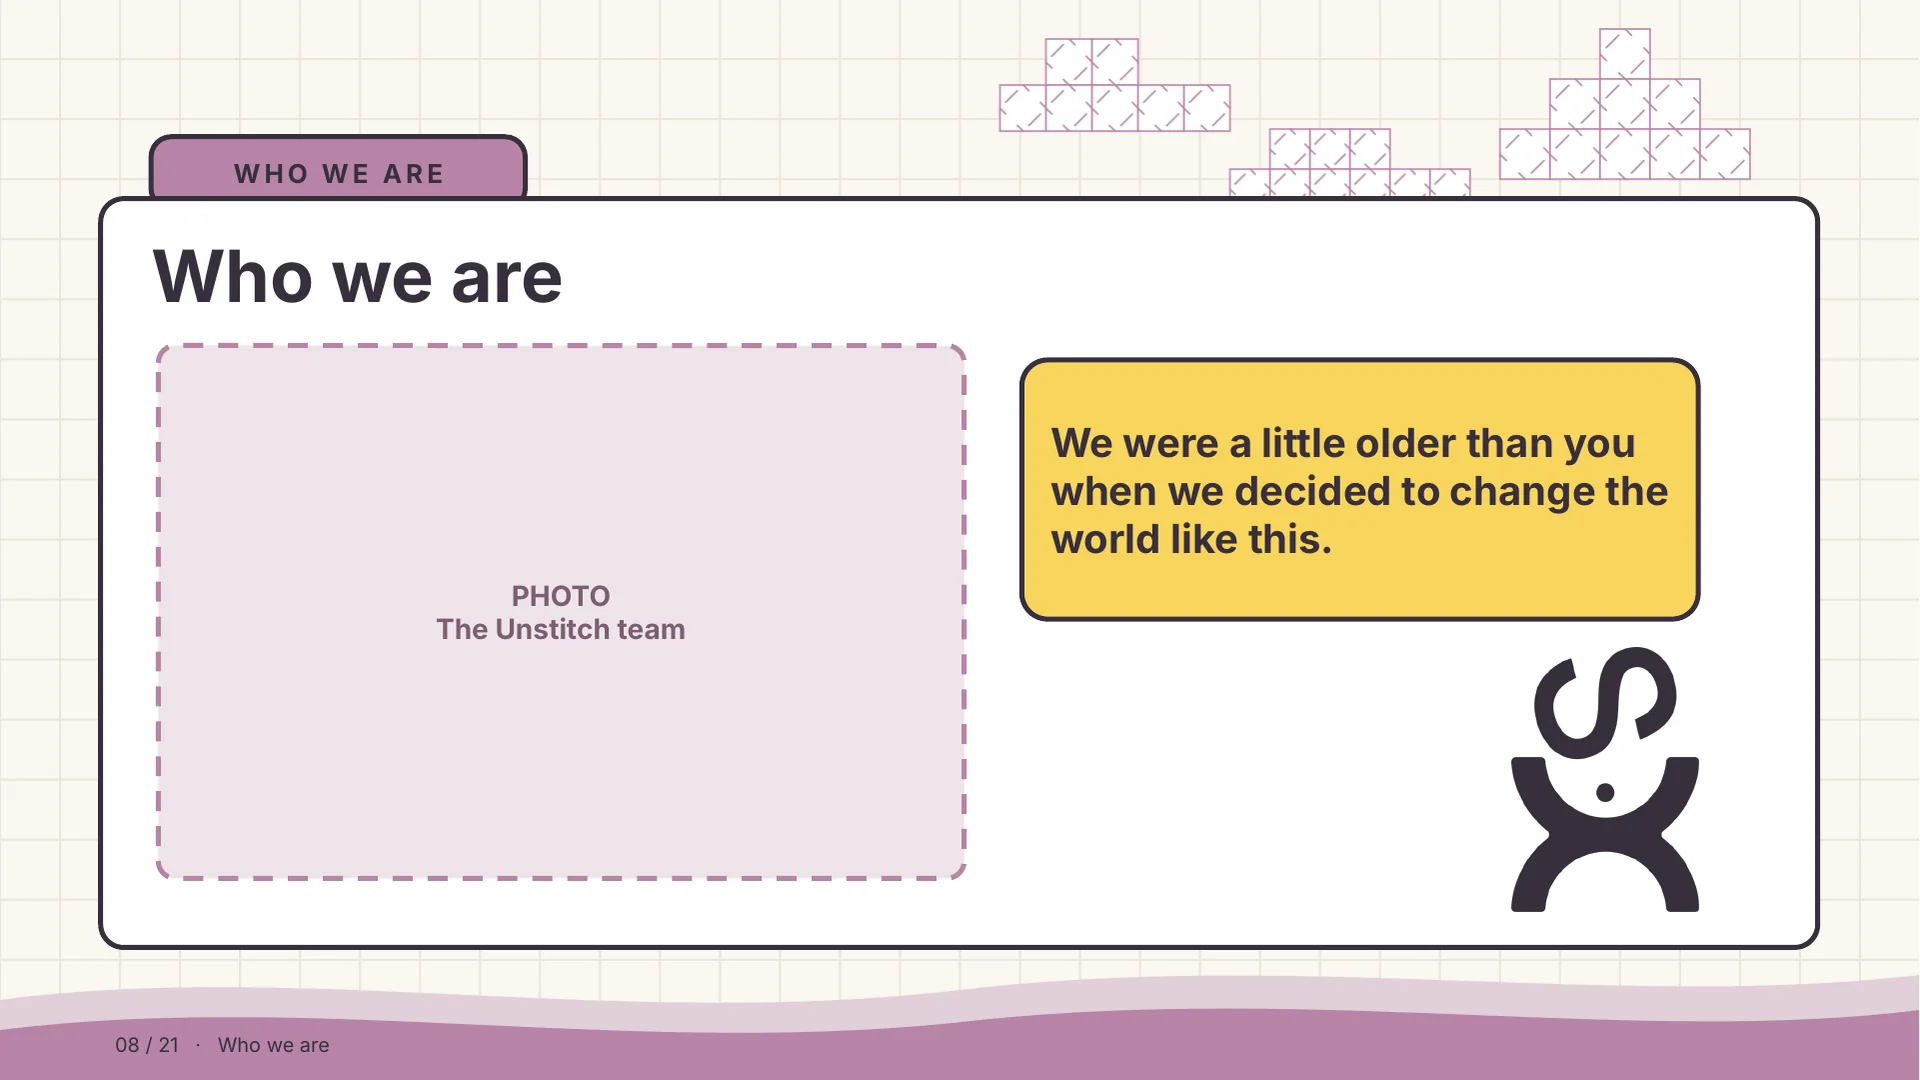 WHO WE ARE
Who we are
PHOTO
The Unstitch team
We were a little older than you
when we decided to change the
world like this.
08 / 21 · Who we are